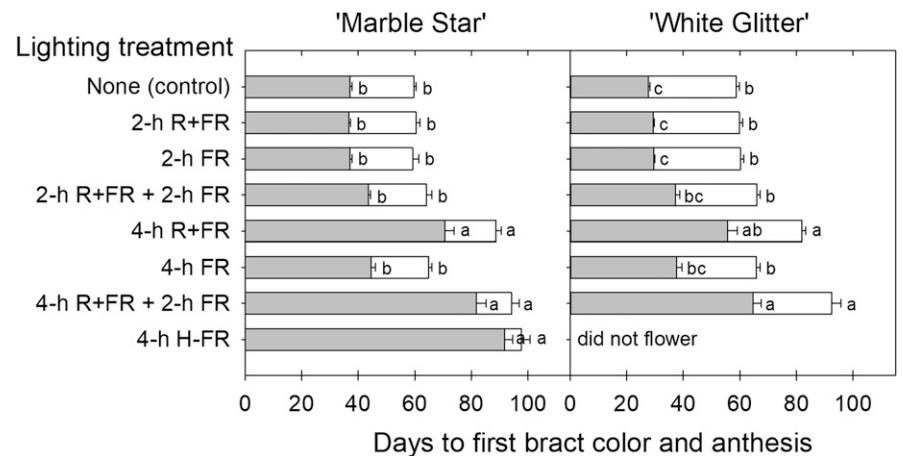 'Marble Star' 'White Glitter'
Lighting treatment
None (control) b b c b
2-h R+FR b b c b
2-h FR b b c b
2-h R+FR + 2-h FR b b bc b
4-h R+FR a a ab a
4-h FR b b bc b
4-h R+FR + 2-h FR a a a a
4-h H-FR a a did not flower
0 20 40 60 80 100 0 20 40 60 80 100
Days to first bract color and anthesis